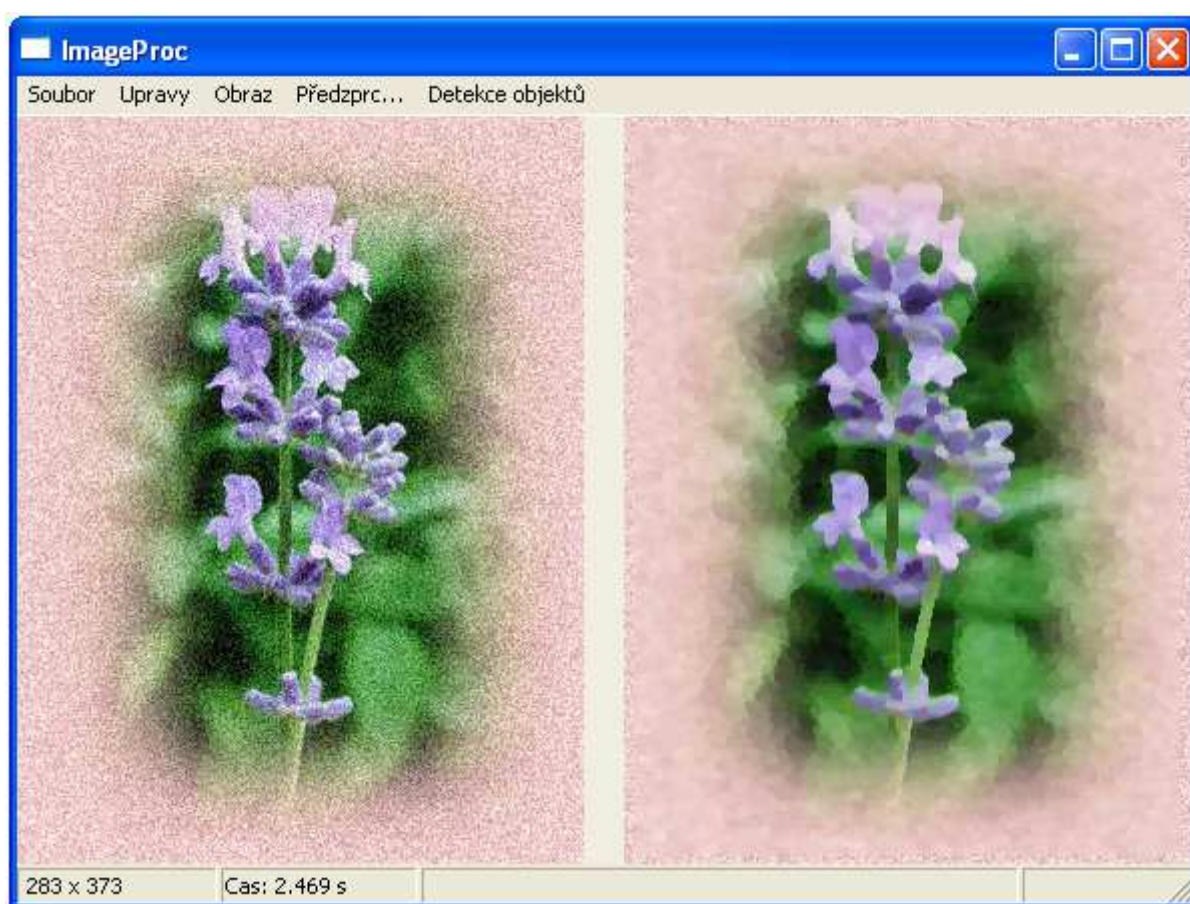 ImageProc
Soubor Upravy Obraz Předzprc... Detekce objektů
283 x 373 Cas: 2.469 s